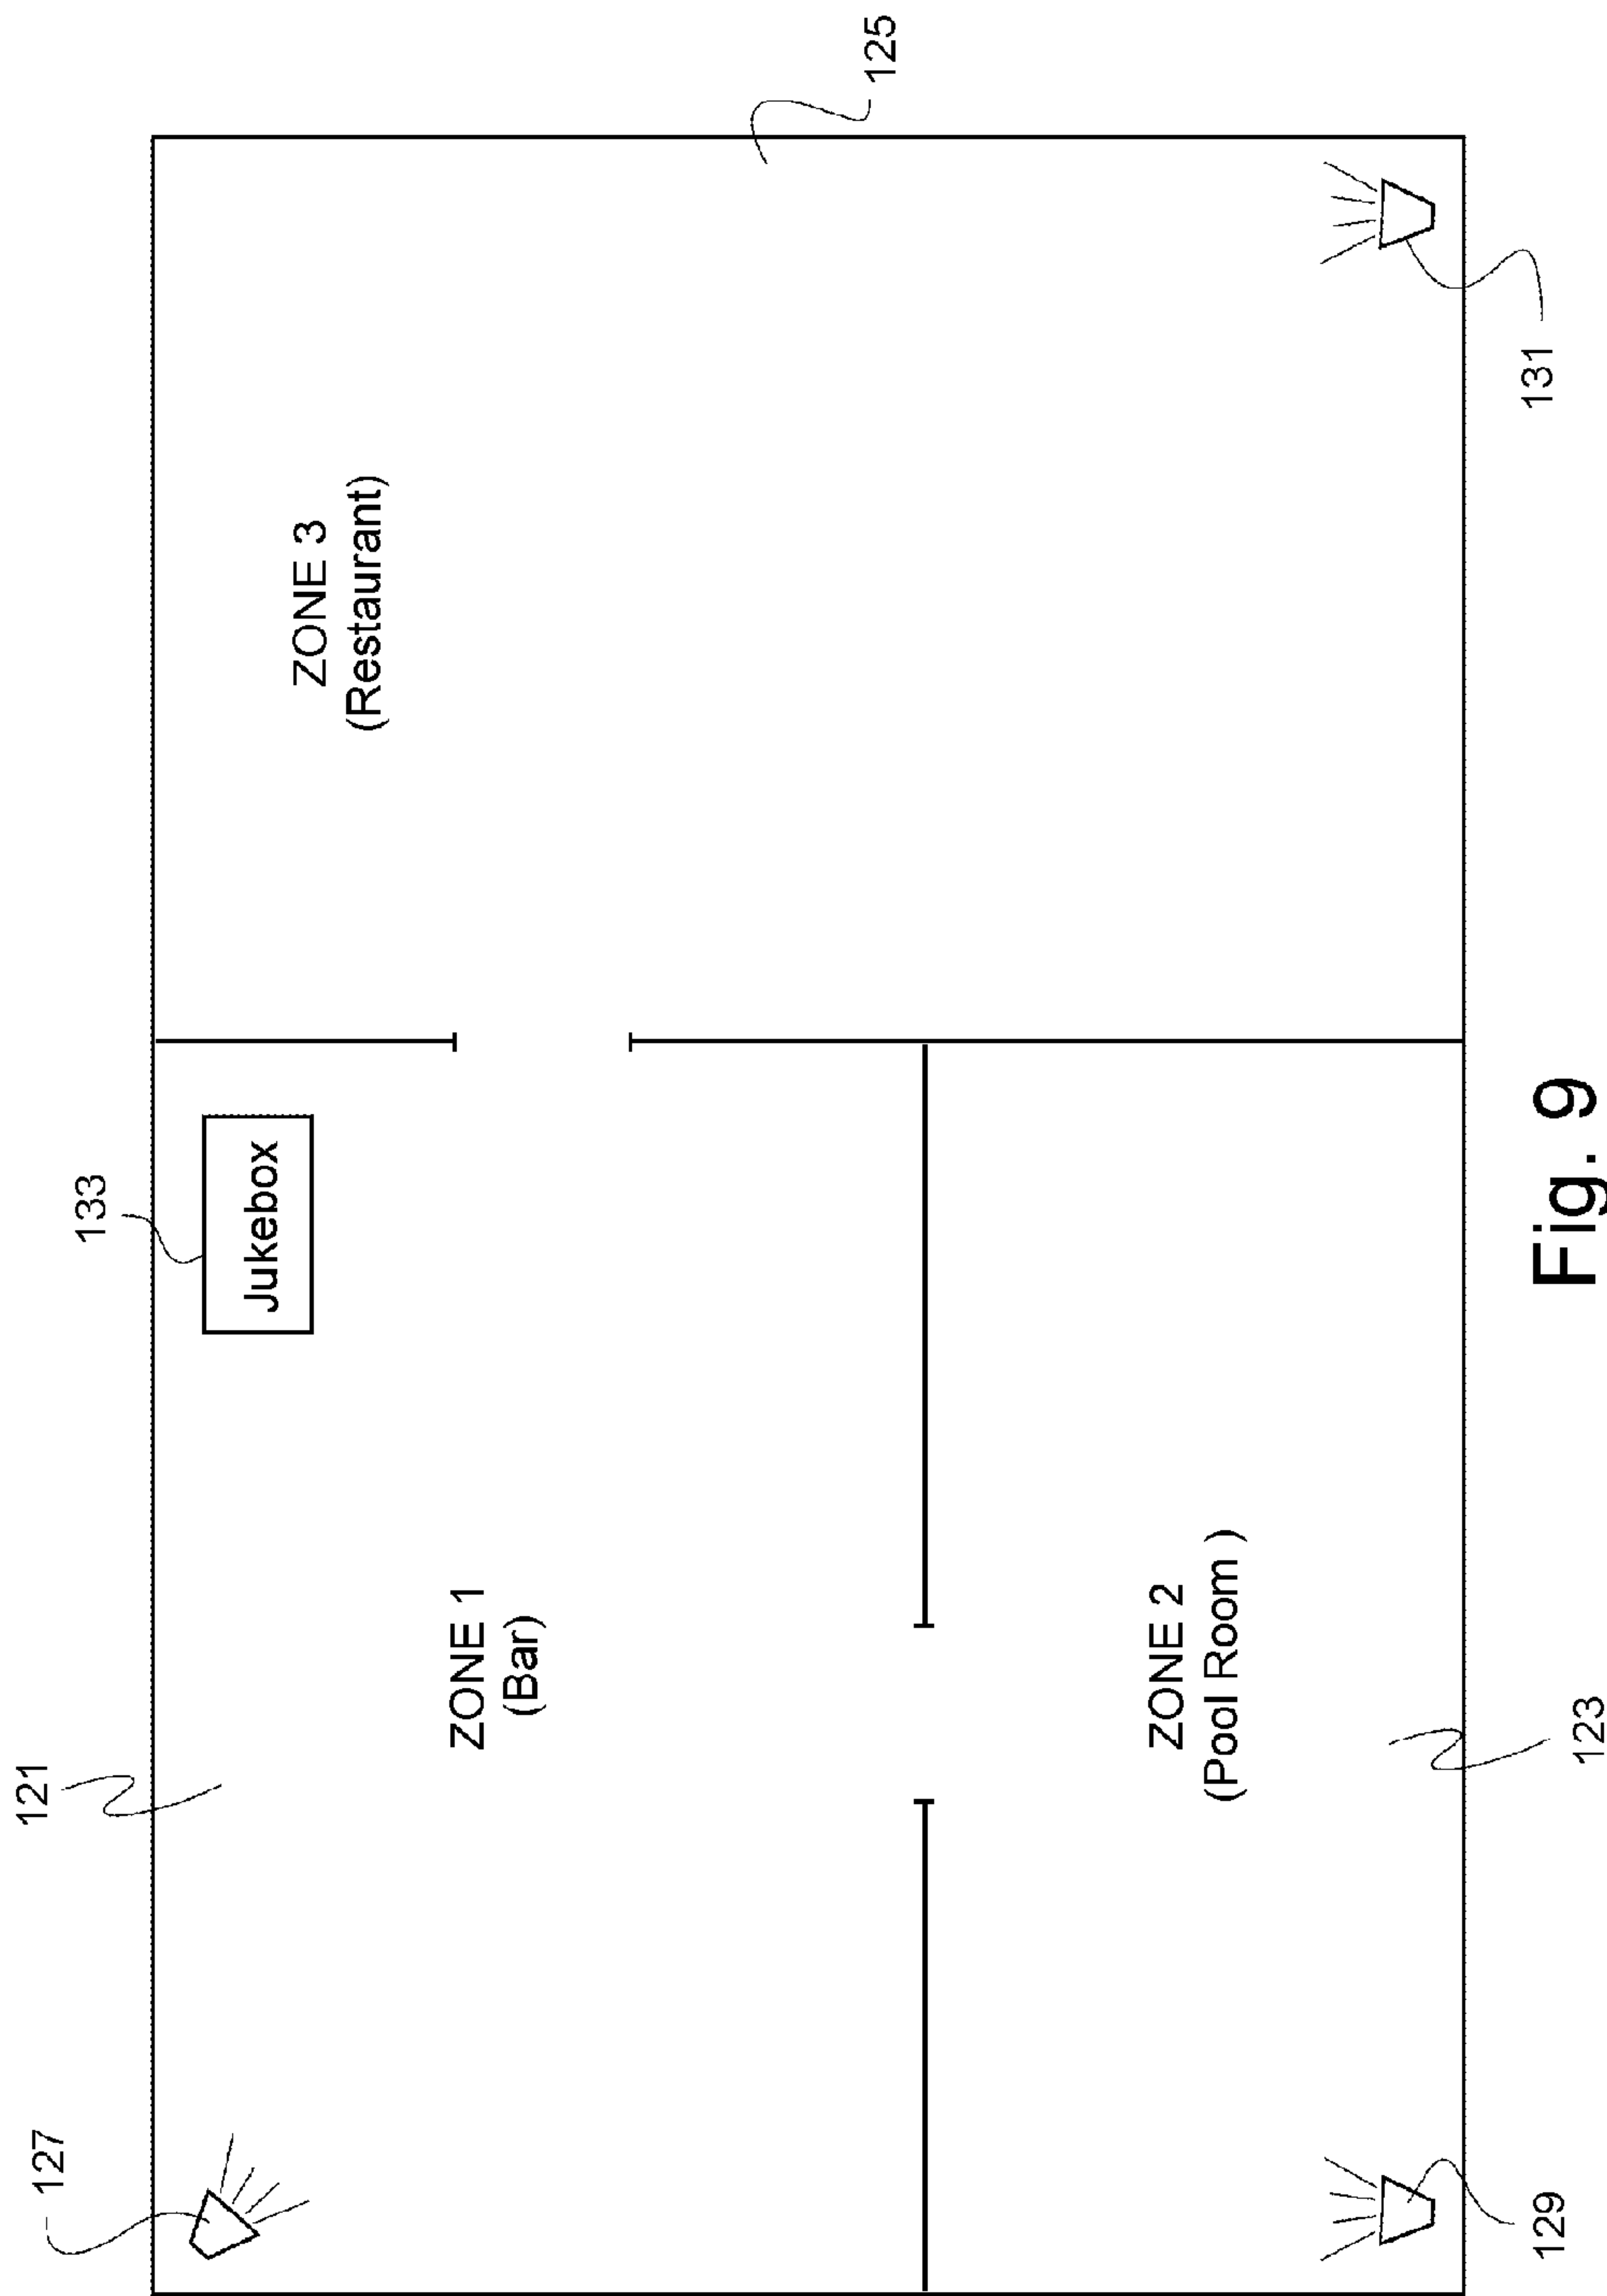 127
121
133
Jukebox
ZONE 3
(Restaurant)
ZONE 1
(Bar)
125
ZONE 2
(Pool Room )
129
123
131
Fig. 9